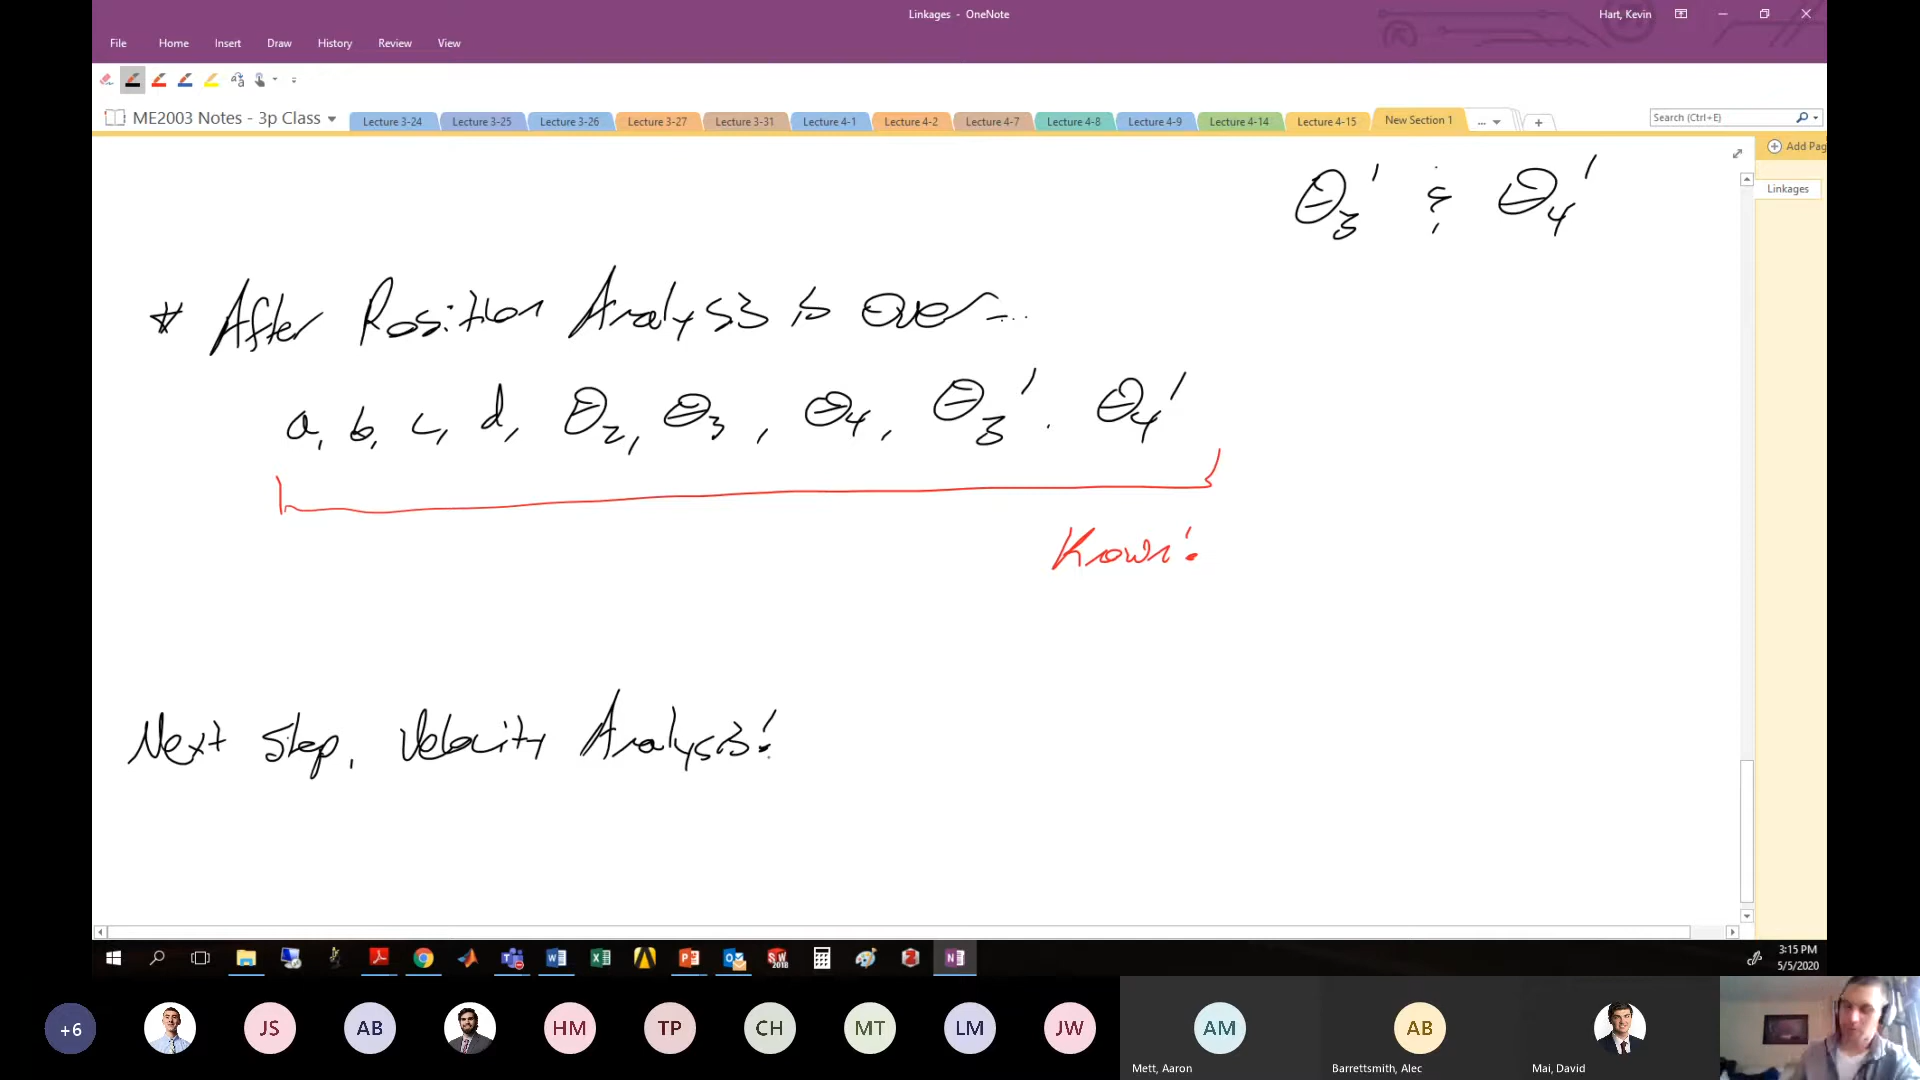 Linkages - OneNote
Hart, Kevin
File Home Insert Draw History Review View
ME2003 Notes - 3p Class
Lecture 3-24 Lecture 3-25 Lecture 3-26 Lecture 3-27 Lecture 3-31 Lecture 4-1 Lecture 4-2 Lecture 4-7 Lecture 4-8 Lecture 4-9 Lecture 4-14 Lecture 4-15 New Section 1 ...
Search (Ctrl+E)
Add Pag
Linkages
Θ3' & Θ4'
* After Position Analysis is over...
a, b, c, d, Θ2, Θ3, Θ4, Θ3', Θ4'
Known!
Next Step, Velocity Analysis!
3:15 PM
5/5/2020
+6 JS AB HM TP CH MT LM JW AM AB
Mett, Aaron Barrettsmith, Alec Mai, David